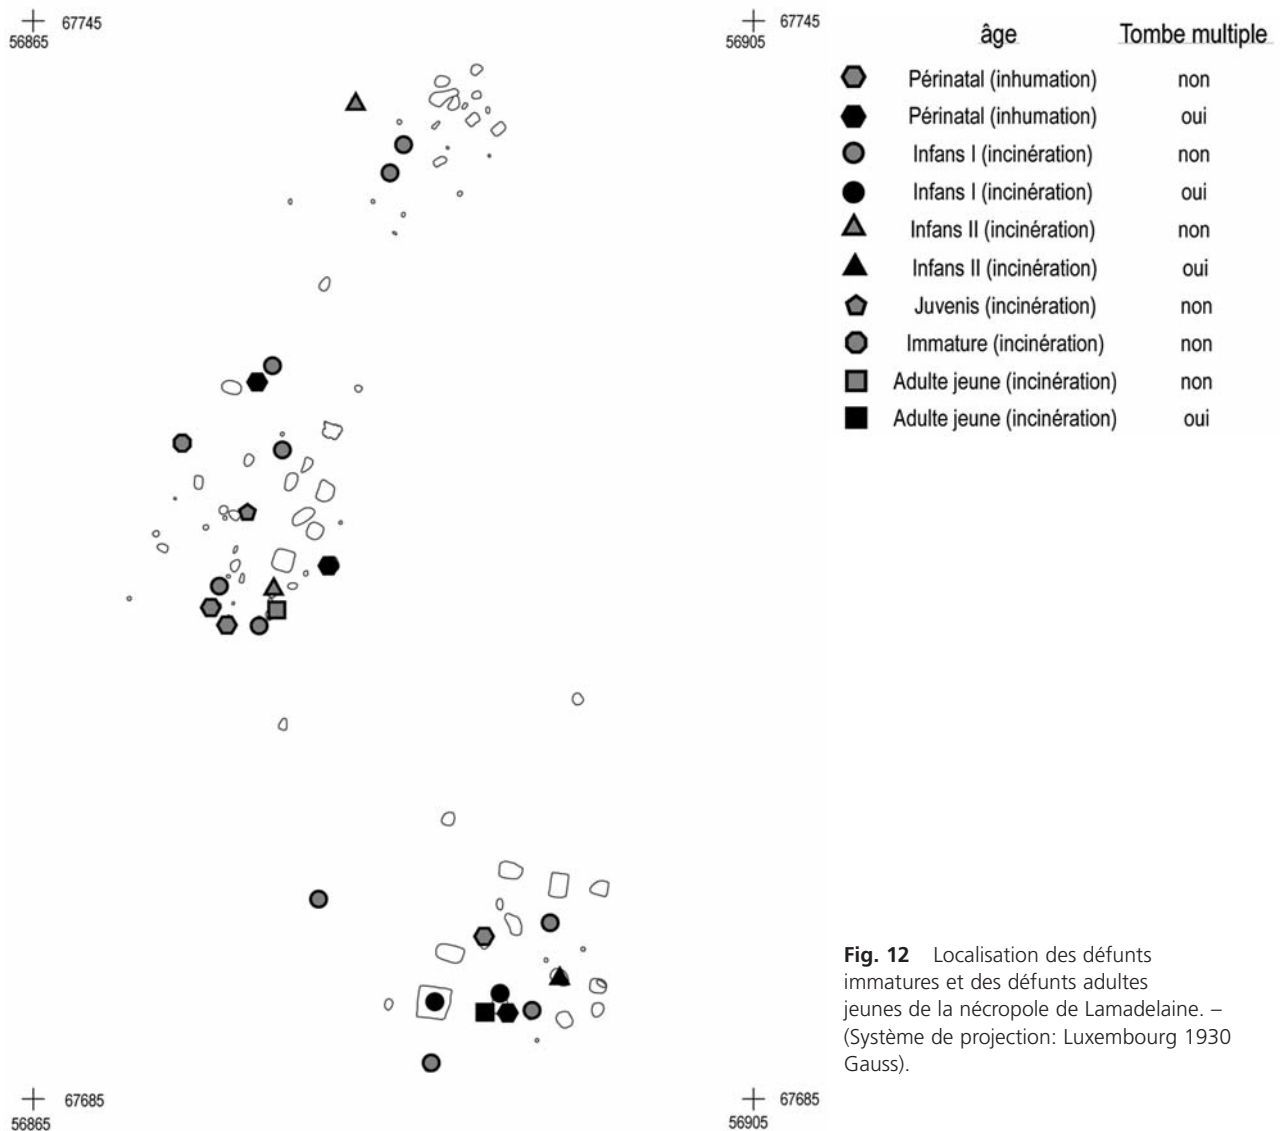 67745
56865
67745
56905
âge Tombe multiple
Périnatal (inhumation) non
Périnatal (inhumation) oui
Infans I (incinération) non
Infans I (incinération) oui
Infans II (incinération) non
Infans II (incinération) oui
Juvenis (incinération) non
Immature (incinération) non
Adulte jeune (incinération) non
Adulte jeune (incinération) oui
Fig. 12 Localisation des défunts
immatures et des défunts adultes
jeunes de la nécropole de Lamadelaine. –
(Système de projection: Luxembourg 1930
Gauss).
67685
56865
67685
56905